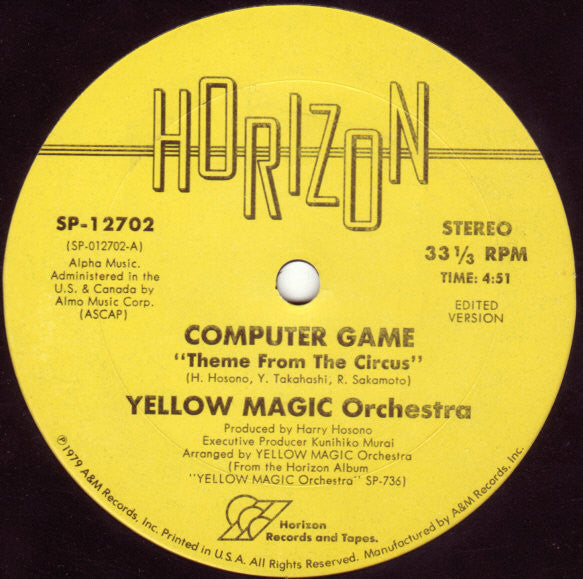 HORIZON
SP-12702
(SP-012702-A)
Alpha Music.
Administered in the
U.S. & Canada by
Almo Music Corp.
(ASCAP)
STEREO
33 1/3 RPM
TIME: 4:51
EDITED
VERSION
COMPUTER GAME
"Theme From The Circus"
(H. Hosono, Y. Takahashi, R. Sakamoto)
YELLOW MAGIC Orchestra
Produced by Harry Hosono
Executive Producer Kunihiko Murai
Arranged by YELLOW MAGIC Orchestra
(From the Horizon Album
"YELLOW MAGIC Orchestra" SP-736)
Horizon
Records and Tapes.
℗1979 A&M Records, Inc. Printed in U.S.A. All Rights Reserved. Manufactured by A&M Records, Inc.